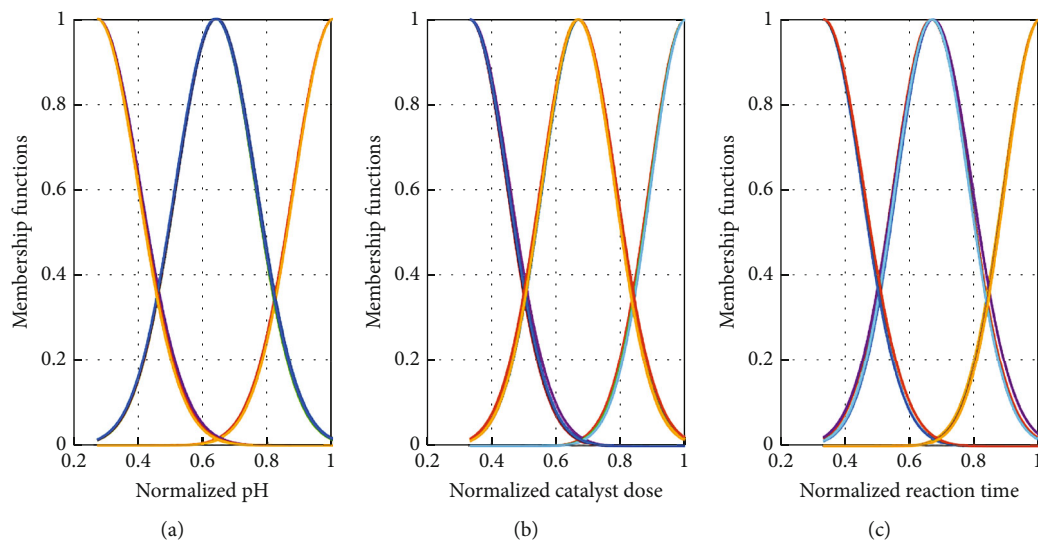 1
0.8
0.6
0.4
0.2
0
Membership functions
0.2 0.4 0.6 0.8 1
Normalized pH
(a)
1
0.8
0.6
0.4
0.2
0
Membership functions
0.2 0.4 0.6 0.8 1
Normalized catalyst dose
(b)
1
0.8
0.6
0.4
0.2
0
Membership functions
0.2 0.4 0.6 0.8 1
Normalized reaction time
(c)